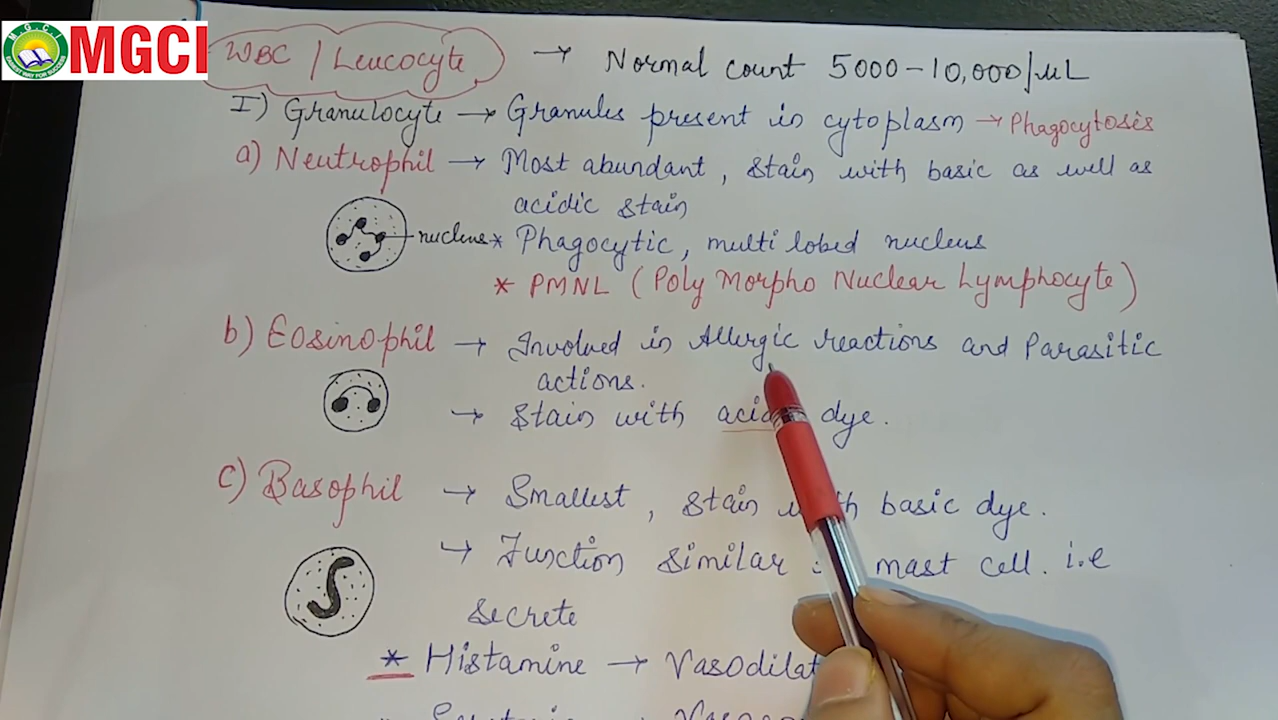 MGCI
WBC / Leucocyte → Normal count 5000-10,000/μL
I) Granulocyte → Granules present in cytoplasm → Phagocytosis
a) Neutrophil → Most abundant, stain with basic as well as
acidic stain
nucleus * Phagocytic, multi lobed nucleus
* PMNL (Poly Morpho Nuclear Lymphocyte)
b) Eosinophil → Involved in Allergic reactions and Parasitic
actions.
→ Stain with dye.
c) Basophil → Smallest, stain basic dye.
↳ Function similar mast cell. i.e
secrete
* Histamine →